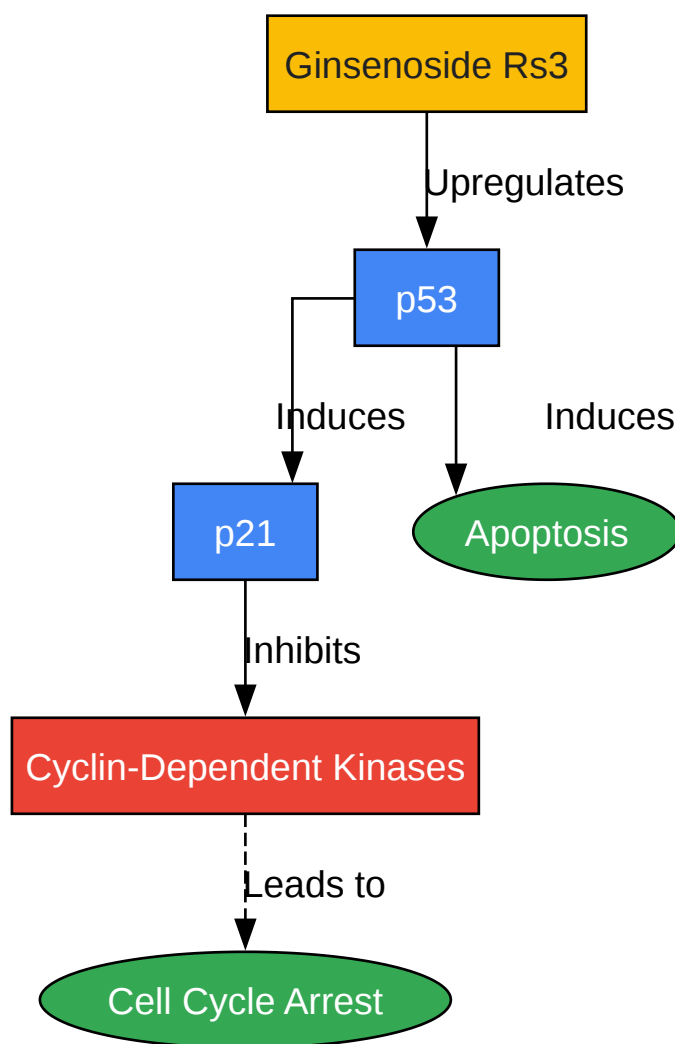 Ginsenoside Rs3
Upregulates
p53
Induces
Induces
p21
Apoptosis
Inhibits
Cyclin-Dependent Kinases
Leads to
Cell Cycle Arrest